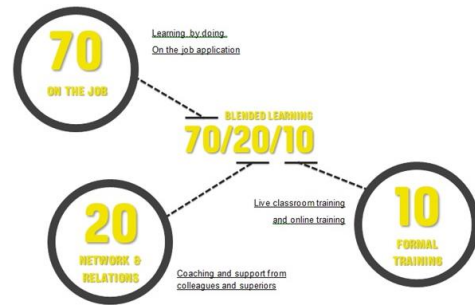 70
ON THE JOB
Learning by doing.
On the job application
BLENDED LEARNING
70/20/10
20
NETWORK &
RELATIONS
Coaching and support from
colleagues and superiors
Live classroom training
and online training
10
FORMAL
TRAINING